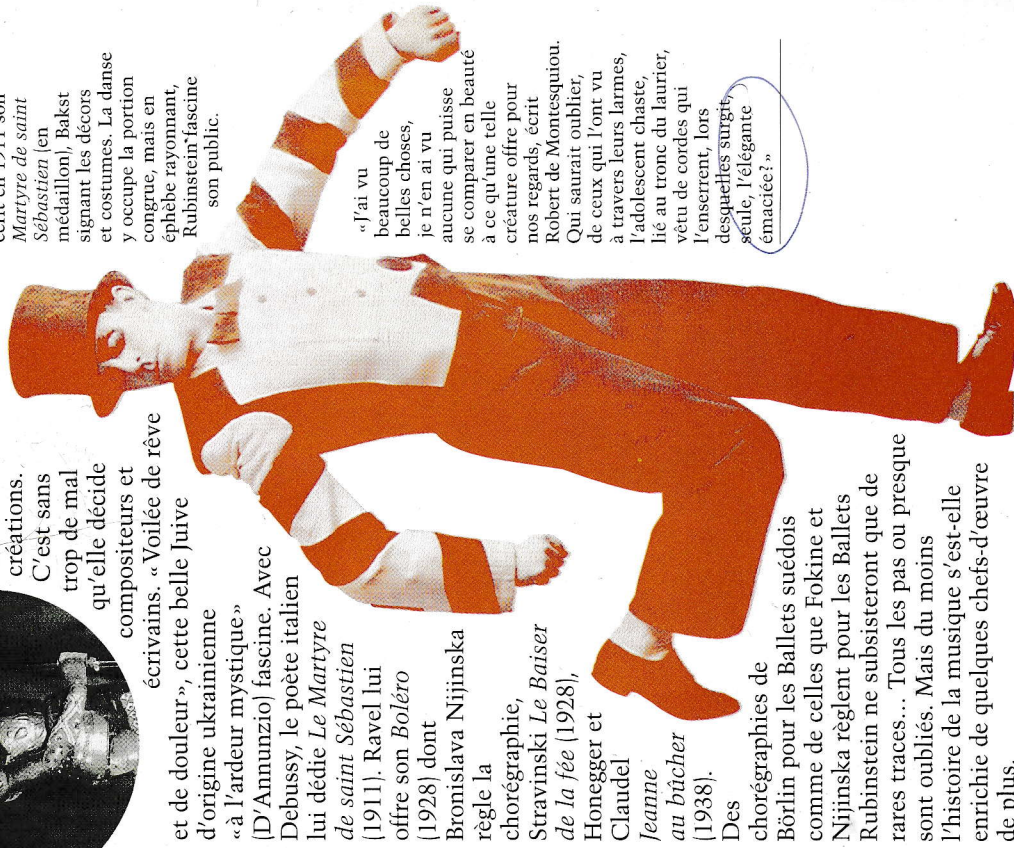 créations.
C'est sans
trop de mal
qu'elle décide
compositeurs et
écrivains. « Voilée de rêve
et de douleur », cette belle Juive
d'origine ukrainienne
«à l'ardeur mystique»
(D'Annunzio) fascine. Avec
Debussy, le poète italien
lui dédie Le Martyre
de saint Sébastien
(1911). Ravel lui
offre son Boléro
(1928) dont
Bronislava Nijinska
règle la
chorégraphie,
Stravinski Le Baiser
de la fée (1928),
Honegger et
Claudel
Jeanne
au bûcher
(1938).
Des
chorégraphies de
Börlin pour les Ballets suédois
comme de celles que Fokine et
Nijinska règlent pour les Ballets
Rubinstein ne subsisteront que de
rares traces... Tous les pas ou presque
sont oubliés. Mais du moins
l'histoire de la musique s'est-elle
enrichie de quelques chefs-d'œuvre
de plus.
écrit en 1911 son
Martyre de saint
Sébastien (en
médaillon), Bakst
signant les décors
et costumes. La danse
y occupe la portion
congrue, mais en
éphèbe rayonnant,
Rubinstein fascine
son public.
«J'ai vu
beaucoup de
belles choses,
je n'en ai vu
aucune qui puisse
se comparer en beauté
à ce qu'une telle
créature offre pour
nos regards, écrit
Robert de Montesquiou.
Qui saurait oublier,
de ceux qui l'ont vu
à travers leurs larmes,
l'adolescent chaste,
lié au tronc du laurier,
vêtu de cordes qui
l'enserrent, lors
desquelles surgit,
seule, l'élégante
émaciée?»